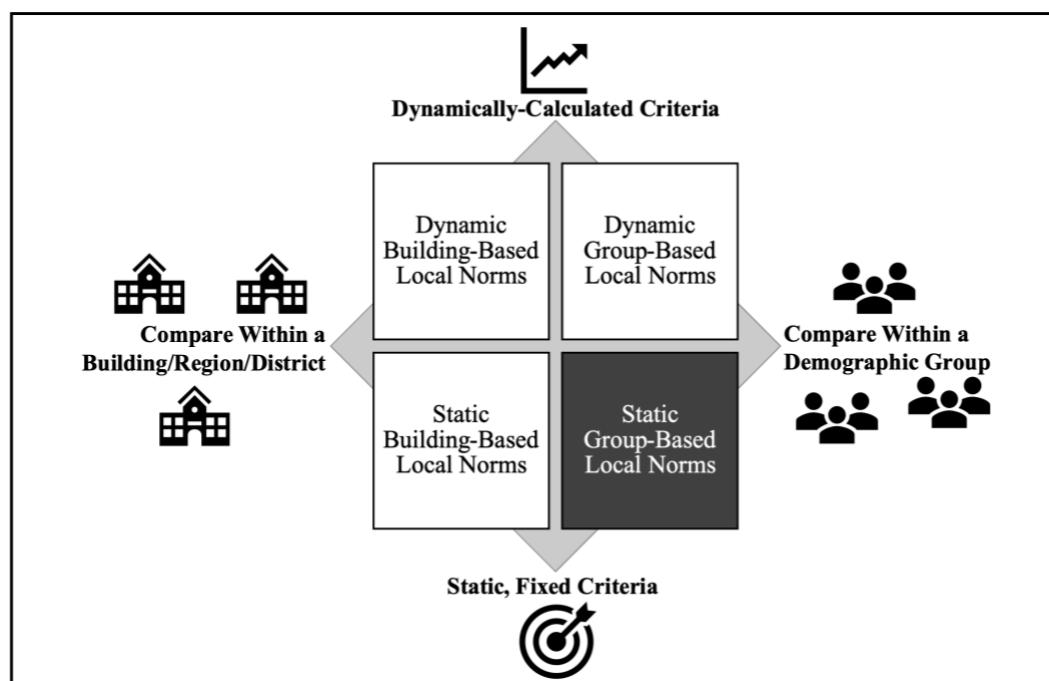 Dynamically-Calculated Criteria
Dynamic
Building-Based
Local Norms
Dynamic
Group-Based
Local Norms
Compare Within a
Building/Region/District
Compare Within a
Demographic Group
Static
Building-Based
Local Norms
Static
Group-Based
Local Norms
Static, Fixed Criteria